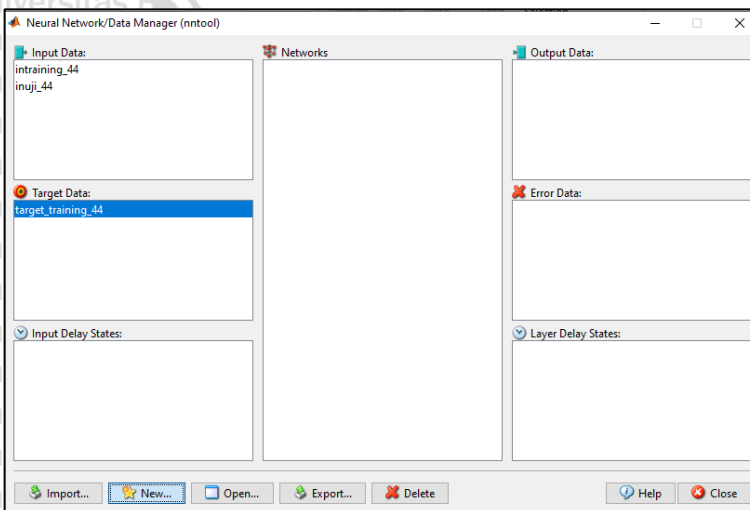 Neural Network/Data Manager (nntool)
Input Data:
intraining_44
inuji_44
Networks
Output Data:
Target Data:
target_training_44
Error Data:
Input Delay States:
Layer Delay States:
Import...
New...
Open...
Export...
Delete
Help
Close